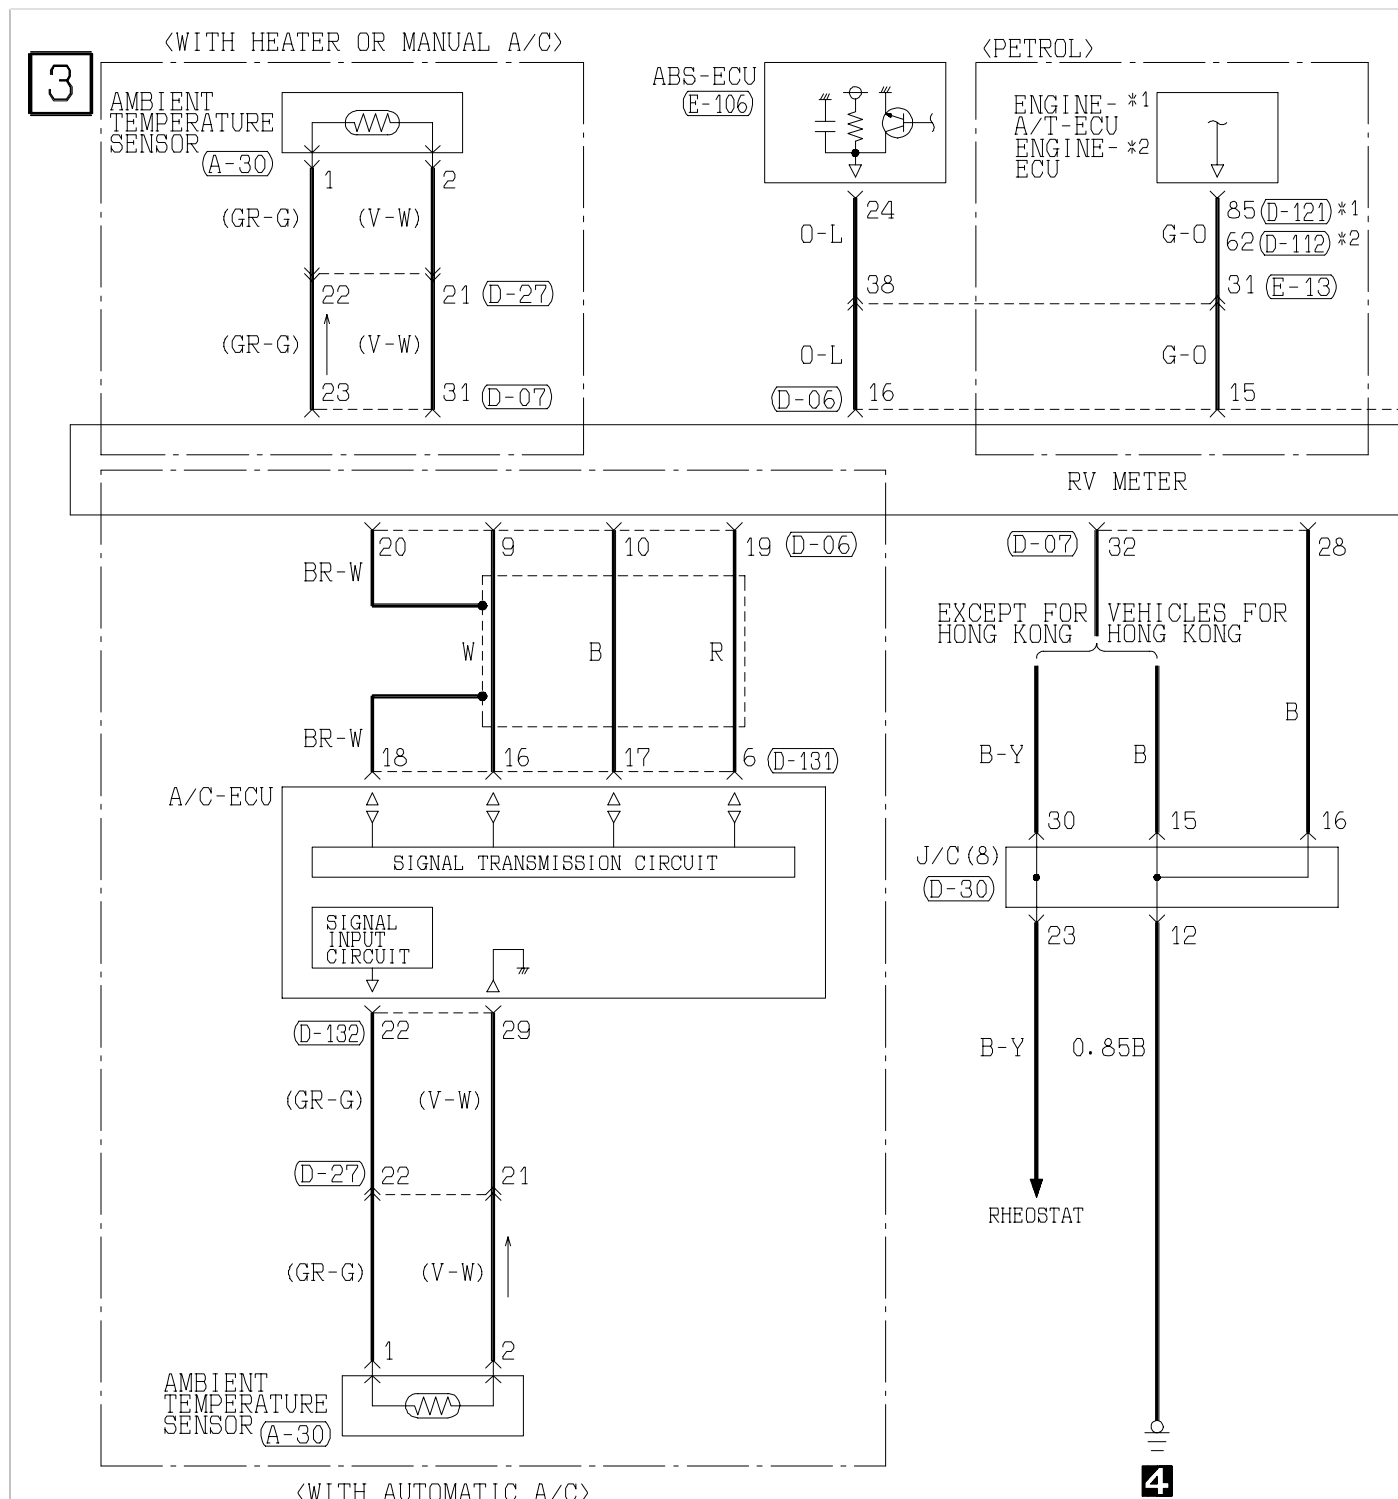 3
<WITH HEATER OR MANUAL A/C>
AMBIENT
TEMPERATURE
SENSOR
A-30
1
2
(GR-G)
(V-W)
22
21
D-27
(GR-G)
(V-W)
23
31
D-07
ABS-ECU
E-106
24
O-L
38
O-L
D-06
16
<PETROL>
ENGINE- *1
A/T-ECU
ENGINE- *2
ECU
85 D-121 *1
G-O
62 D-112 *2
31 E-13
G-O
15
RV METER
20
9
10
19
D-06
BR-W
W
B
R
BR-W
18
16
17
6
D-131
A/C-ECU
SIGNAL TRANSMISSION CIRCUIT
SIGNAL
INPUT
CIRCUIT
D-132
22
29
(GR-G)
(V-W)
D-27
22
21
(GR-G)
(V-W)
1
2
AMBIENT
TEMPERATURE
SENSOR
A-30
<WITH AUTOMATIC A/C>
D-07
32
28
EXCEPT FOR
HONG KONG
VEHICLES FOR
HONG KONG
B
B-Y
B
30
15
16
J/C(8)
D-30
23
12
B-Y
0.85B
RHEOSTAT
4